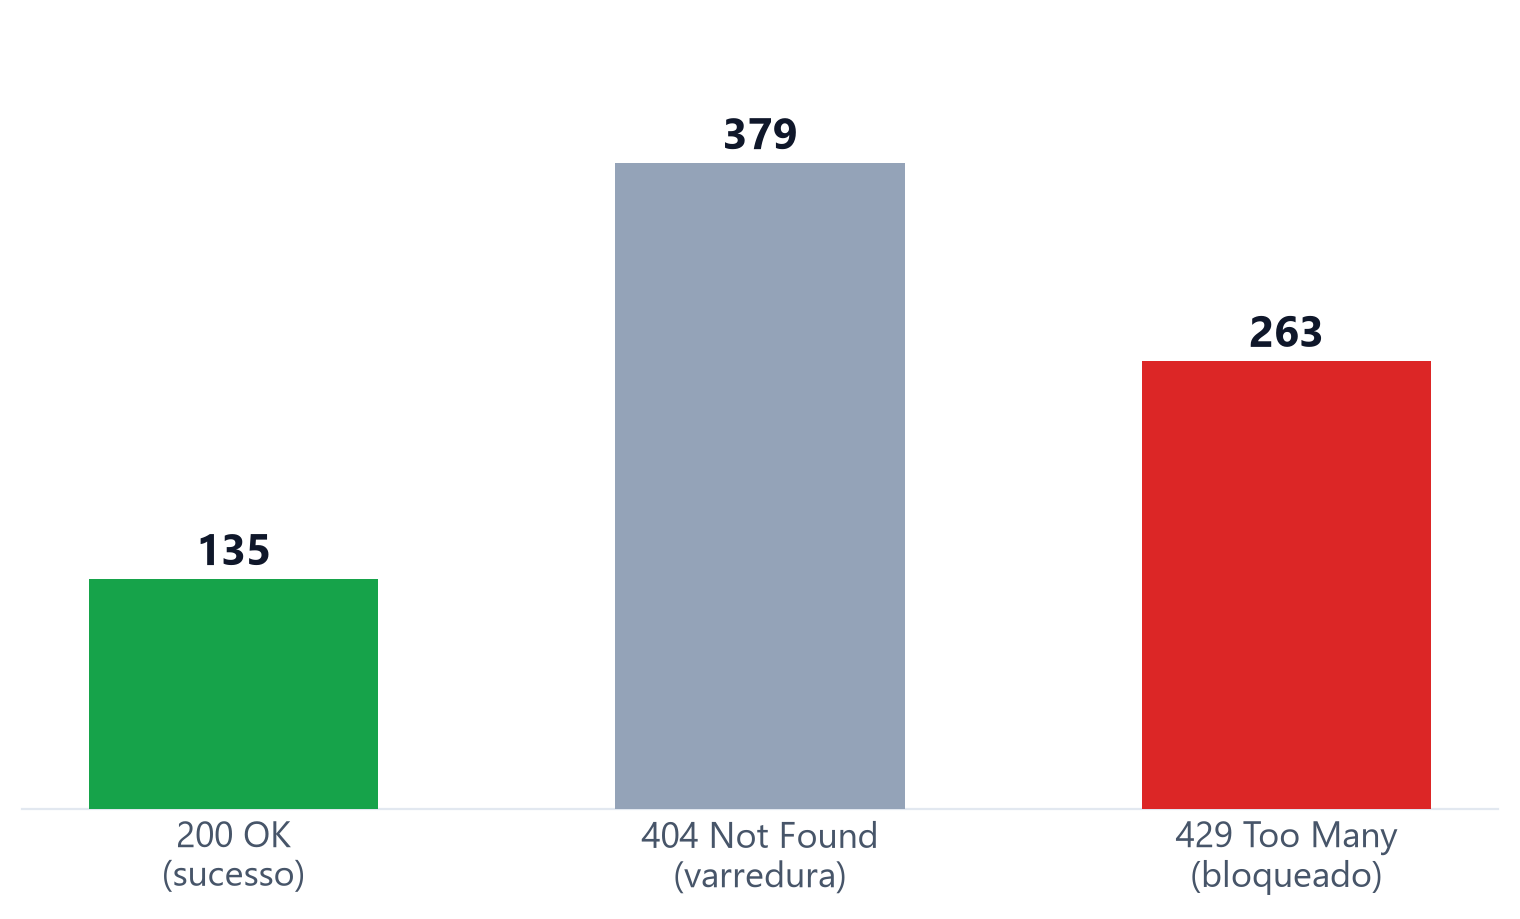 379
263
135
200 OK
(sucesso)
404 Not Found
(varredura)
429 Too Many
(bloqueado)